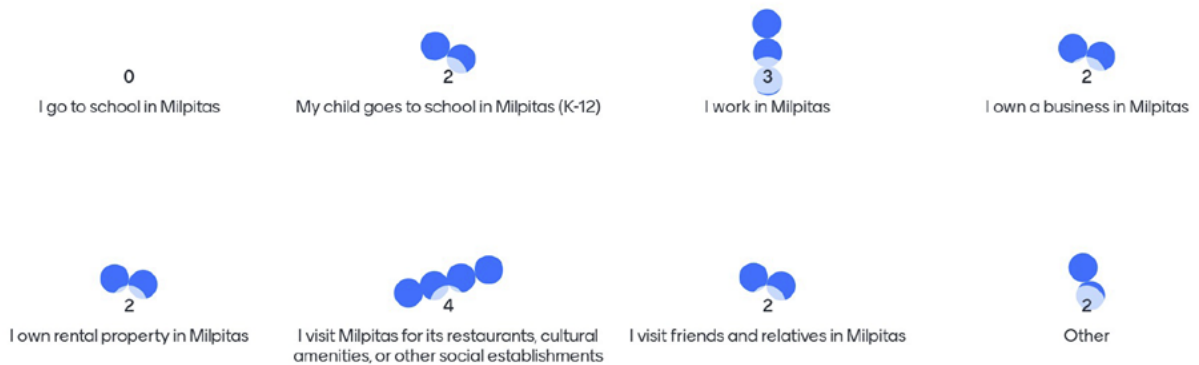 0
I go to school in Milpitas
2
My child goes to school in Milpitas (K-12)
3
I work in Milpitas
2
I own a business in Milpitas
2
I own rental property in Milpitas
4
I visit Milpitas for its restaurants, cultural
amenities, or other social establishments
2
I visit friends and relatives in Milpitas
2
Other